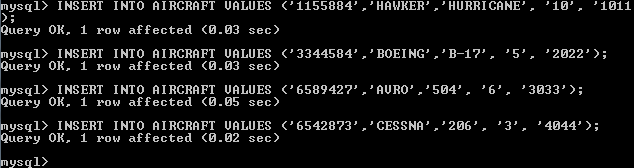 mysql> INSERT INTO AIRCRAFT VALUES ('1155884','HAWKER','HURRICANE', '10', '1011
);
Query OK, 1 row affected (0.03 sec)
mysql> INSERT INTO AIRCRAFT VALUES ('3344584','BOEING','B-17', '5', '2022');
Query OK, 1 row affected (0.03 sec)
mysql> INSERT INTO AIRCRAFT VALUES ('6589427','AVRO','504', '6', '3033');
Query OK, 1 row affected (0.05 sec)
mysql> INSERT INTO AIRCRAFT VALUES ('6542873','CESSNA','206', '3', '4044');
Query OK, 1 row affected (0.02 sec)
mysql>